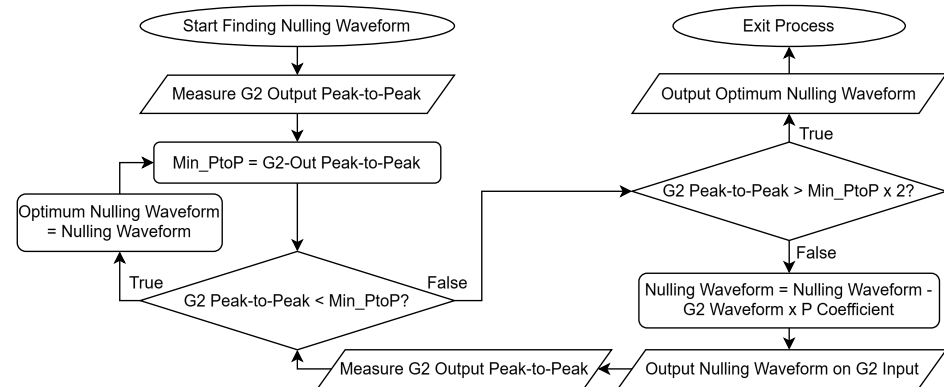 Start Finding Nulling Waveform
Measure G2 Output Peak-to-Peak
Min_PtoP = G2-Out Peak-to-Peak
Optimum Nulling Waveform
= Nulling Waveform
True
G2 Peak-to-Peak < Min_PtoP?
False
Exit Process
Output Optimum Nulling Waveform
True
G2 Peak-to-Peak > Min_PtoP x 2?
False
Nulling Waveform = Nulling Waveform -
G2 Waveform x P Coefficient
Output Nulling Waveform on G2 Input
Measure G2 Output Peak-to-Peak